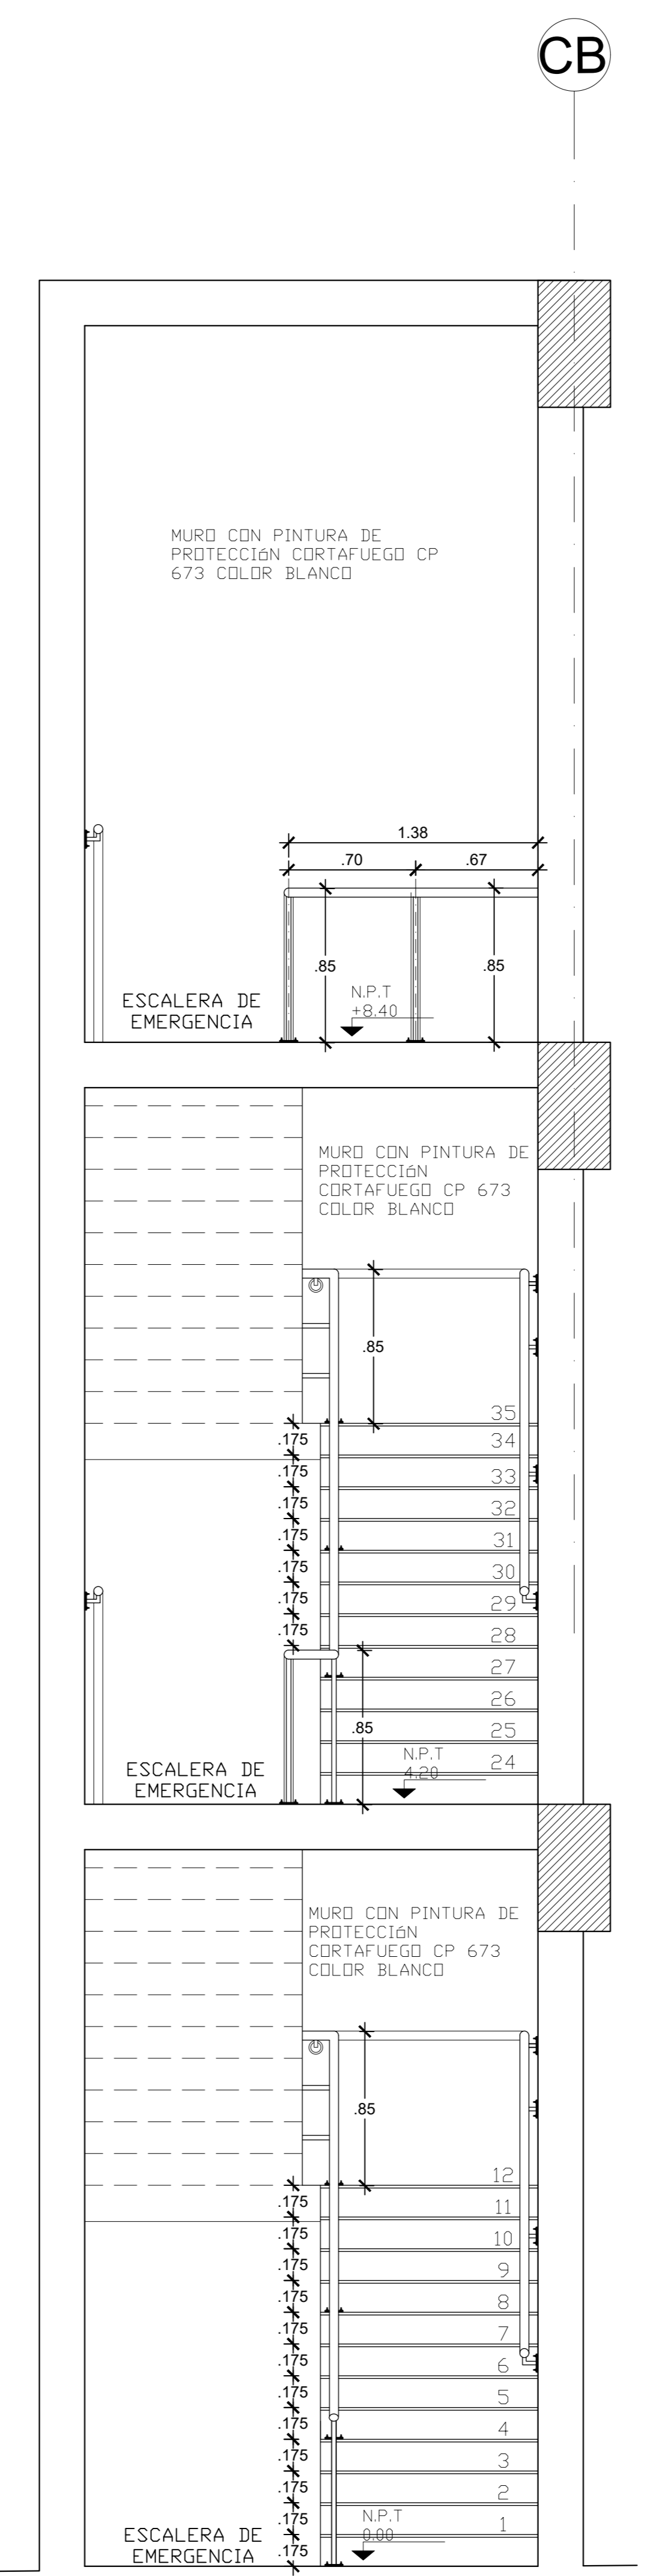 CB
MURO CON PINTURA DE
PROTECCIóN CORTAFUEGO CP
673 COLOR BLANCO
1.38
.70
.67
.85
.85
N.P.T
+8.40
ESCALERA DE
EMERGENCIA
MURO CON PINTURA DE
PROTECCIóN
CORTAFUEGO CP 673
COLOR BLANCO
.85
35
.175
34
.175
33
.175
32
.175
31
.175
30
.175
29
.175
28
27
26
.85
25
N.P.T
4.20
24
ESCALERA DE
EMERGENCIA
MURO CON PINTURA DE
PROTECCIóN
CORTAFUEGO CP 673
COLOR BLANCO
.85
12
.175
11
.175
10
.175
9
.175
8
.175
7
.175
6
.175
5
.175
4
.175
3
.175
2
.175
1
.175
N.P.T
0.00
ESCALERA DE
EMERGENCIA